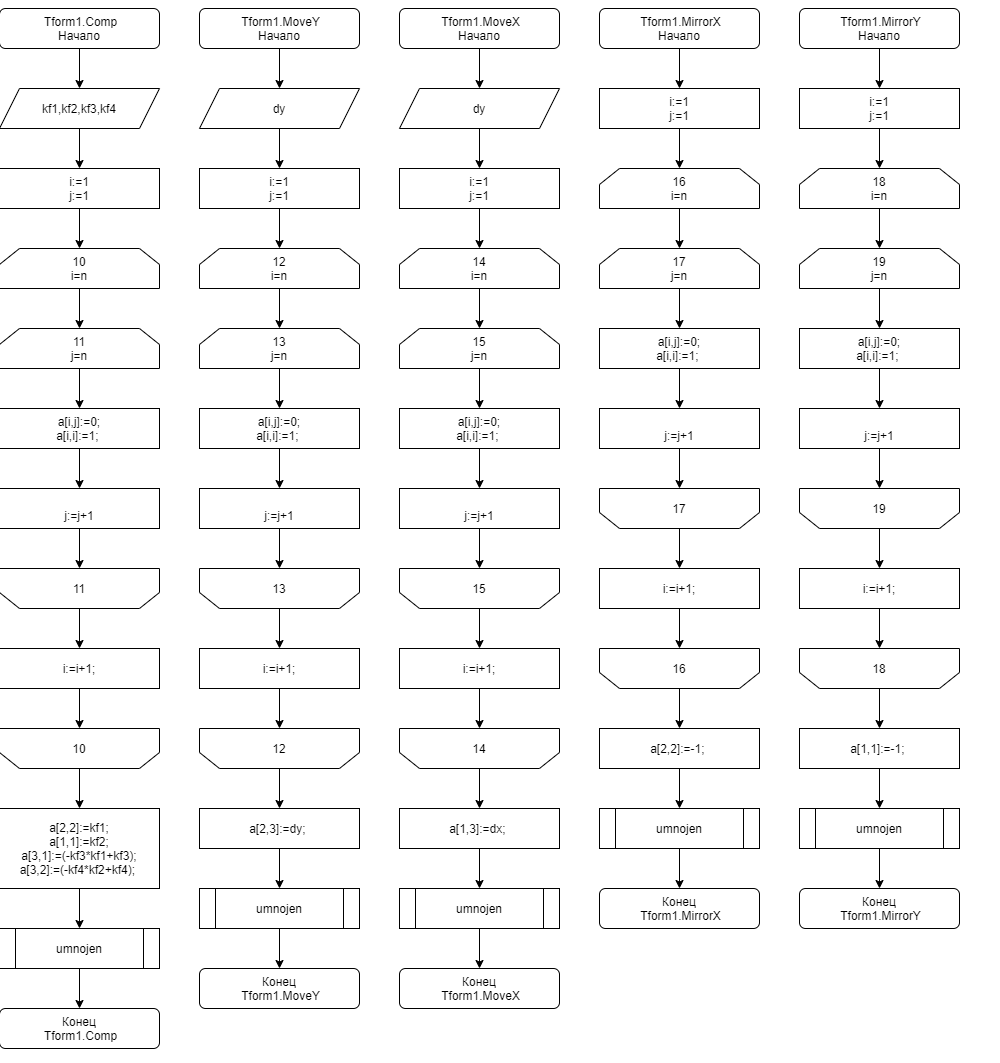 Tform1.Comp
Начало
kf1,kf2,kf3,kf4
i:=1
j:=1
10
i=n
11
j=n
a[i,j]:=0;
a[i,i]:=1;
j:=j+1
11
i:=i+1;
10
a[2,2]:=kf1;
a[1,1]:=kf2;
a[3,1]:=(-kf3*kf1+kf3);
a[3,2]:=(-kf4*kf2+kf4);
umnojen
Конец
Tform1.Comp
Tform1.MoveY
Начало
dy
i:=1
j:=1
12
i=n
13
j=n
a[i,j]:=0;
a[i,i]:=1;
j:=j+1
13
i:=i+1;
12
a[2,3]:=dy;
umnojen
Конец
Tform1.MoveY
Tform1.MoveX
Начало
dy
i:=1
j:=1
14
i=n
15
j=n
a[i,j]:=0;
a[i,i]:=1;
j:=j+1
15
i:=i+1;
14
a[1,3]:=dx;
umnojen
Конец
Tform1.MoveX
Tform1.MirrorX
Начало
i:=1
j:=1
16
i=n
17
j=n
a[i,j]:=0;
a[i,i]:=1;
j:=j+1
17
i:=i+1;
16
a[2,2]:=-1;
umnojen
Конец
Tform1.MirrorX
Tform1.MirrorY
Начало
i:=1
j:=1
18
i=n
19
j=n
a[i,j]:=0;
a[i,i]:=1;
j:=j+1
19
i:=i+1;
18
a[1,1]:=-1;
umnojen
Конец
Tform1.MirrorY